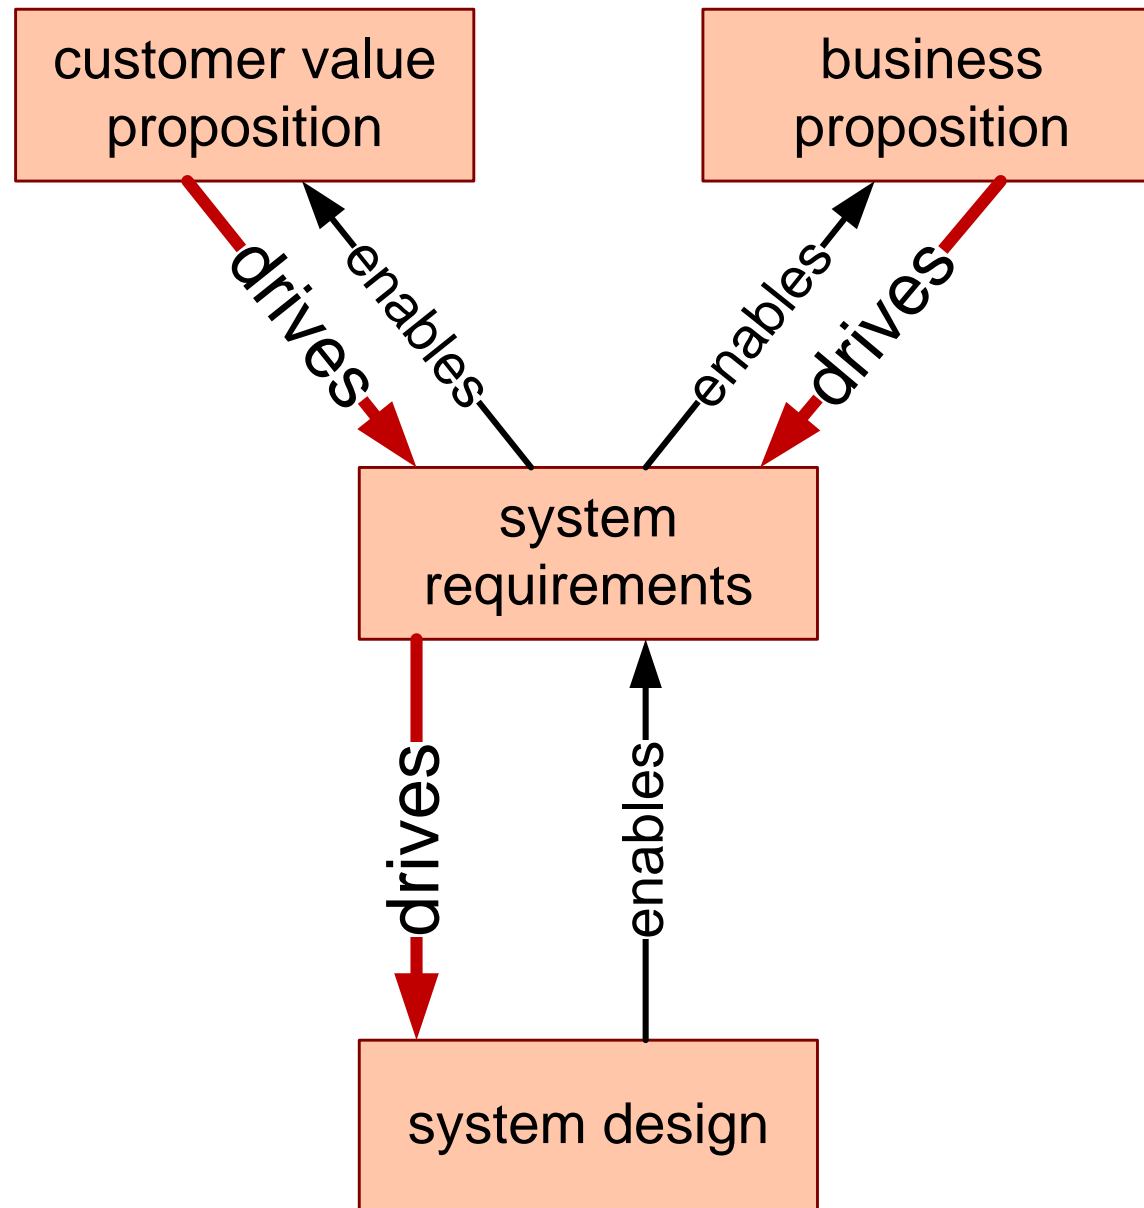 customer value
proposition
business
proposition
drives
enables
enables
drives
system
requirements
drives
enables
system design